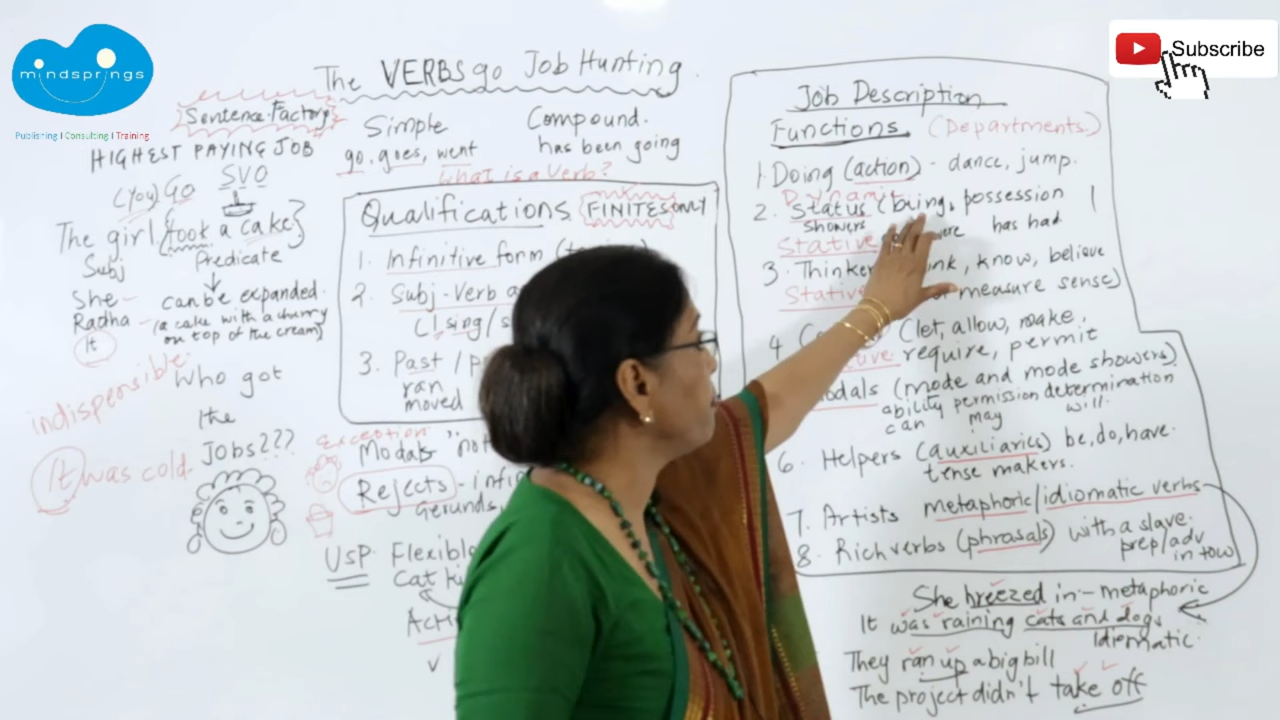 mindsprings
Publishing | Consulting | Training
Subscribe
The VERBS go Job Hunting
Sentence Factory
HIGHEST PAYING JOB
(You) Go SVO
The girl {took a cake}
Subj Predicate
She - can be expanded.
Radha - (a cake with a cherry
It on top of the cream)
indispensible
Who got
the
Jobs???
It was cold.
Simple Compound.
go, goes, went has been going
What is a Verb?
Qualifications FINITES ONLY
1. Infinitive form
2. Subj-Verb
(I sing/
3. Past /
ran
moved
Exception
Modals "not
Rejects -
Gerunds,
USP. Flexible
Cat
V
Job Description
Functions. (Departments.)
1. Doing (action) - dance, jump.
Dynamic
2. Status (being, possession
showers has had
Stative
3. know, believe
Stative measure sense)
4 (let, allow, make,
require, permit
(mode and mode showers)
ability permission determination
can may will.
6. Helpers (auxiliaries) be, do, have.
tense makers.
7. Artists metaphoric/idiomatic verbs
8. Rich verbs (phrasals) with a slave.
prep/adv
in tow
She breezed in - metaphoric
It was raining cats and dogs
Idiomatic.
They ran up a big bill
The project didn't take off